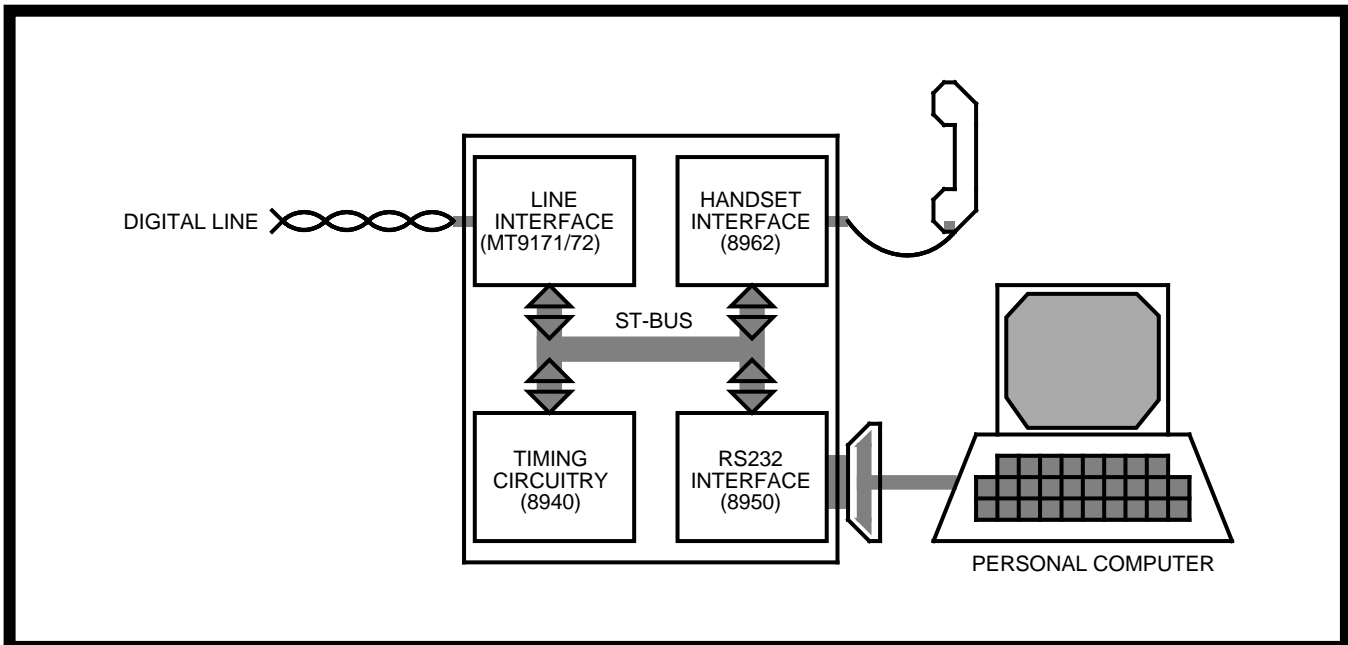 DIGITAL LINE
LINE
INTERFACE
(MT9171/72)
HANDSET
INTERFACE
(8962)
ST-BUS
TIMING
CIRCUITRY
(8940)
RS232
INTERFACE
(8950)
PERSONAL COMPUTER